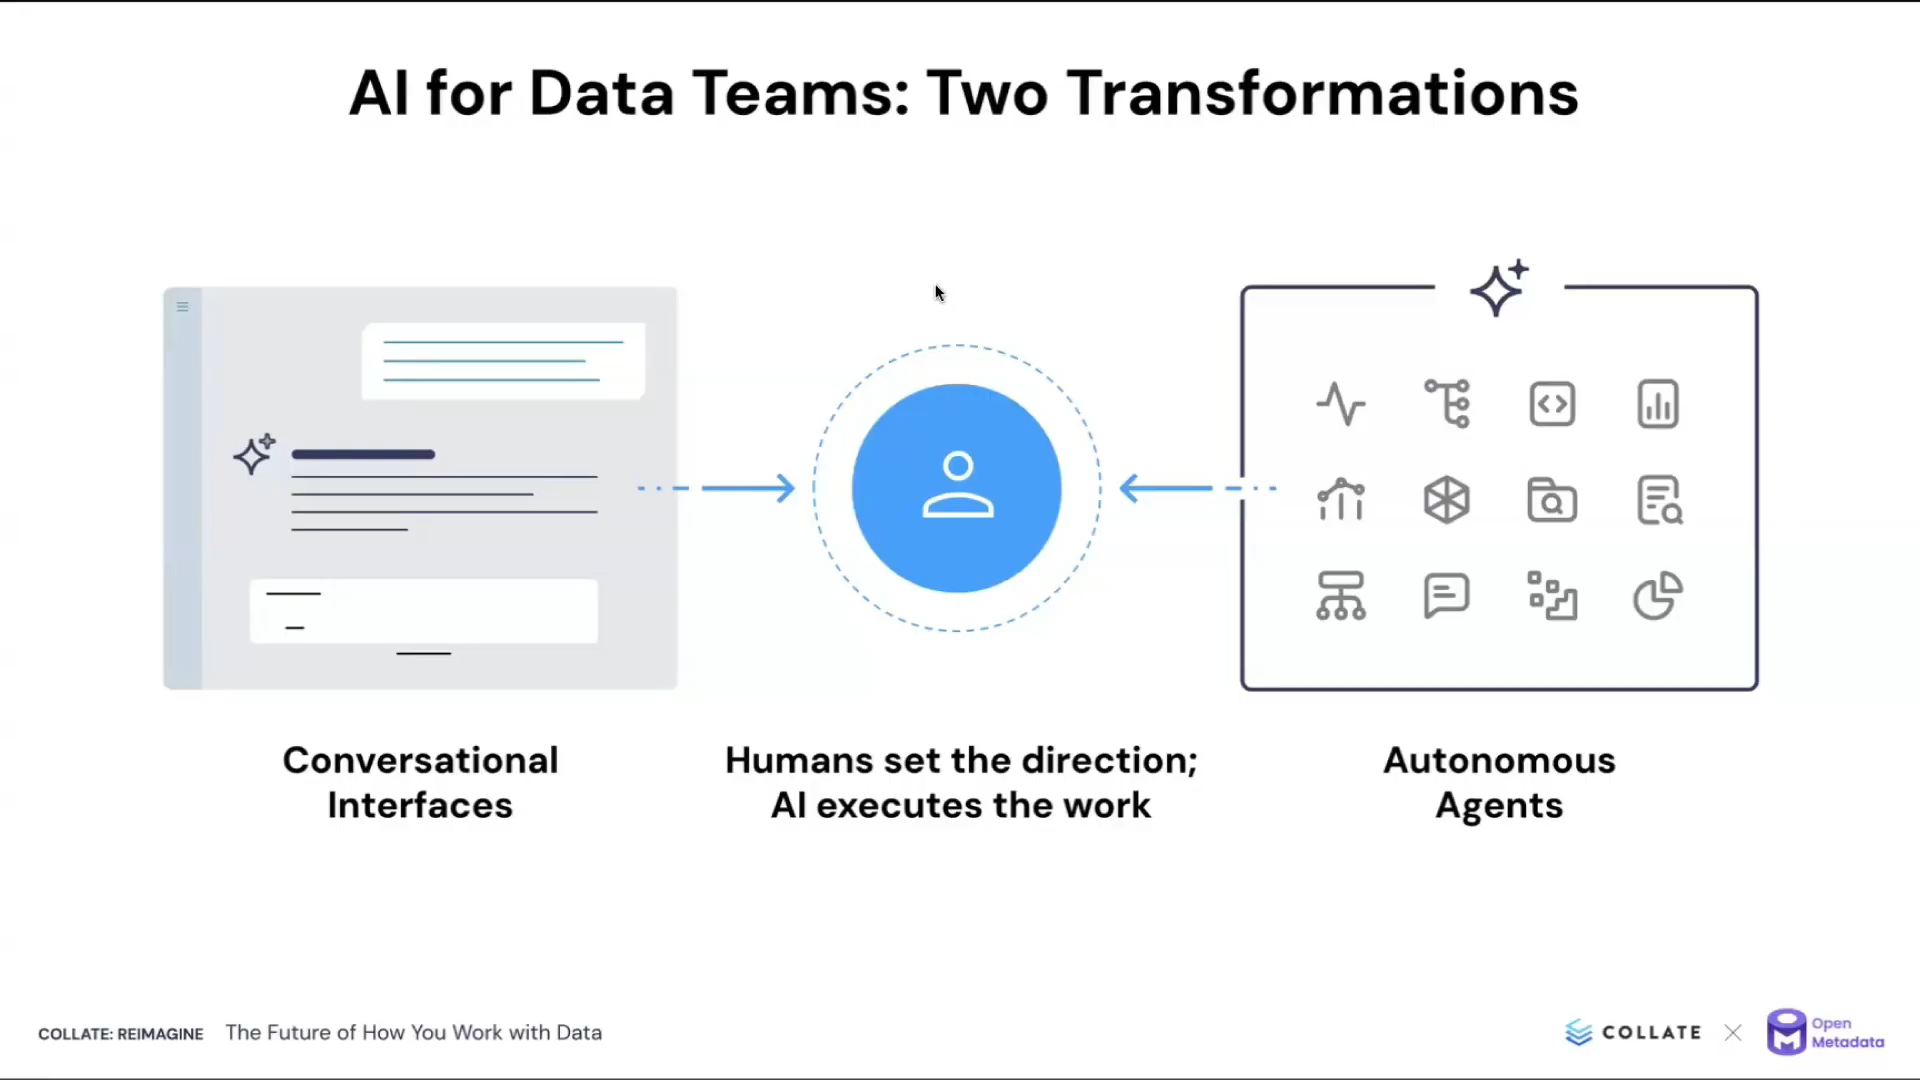 AI for Data Teams: Two Transformations
Conversational
Interfaces
Humans set the direction;
AI executes the work
Autonomous
Agents
COLLATE: REIMAGINE The Future of How You Work with Data
COLLATE
Open
Metadata